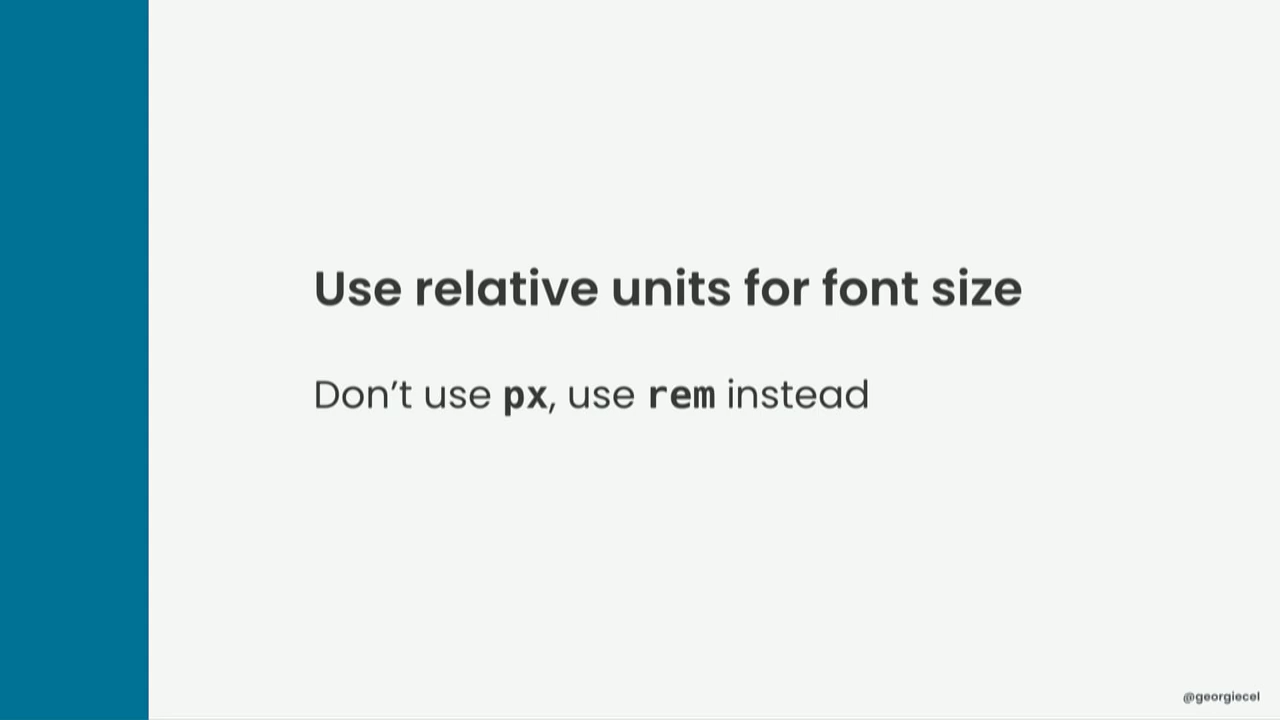 Use relative units for font size
Don’t use px, use rem instead
@georgiecel